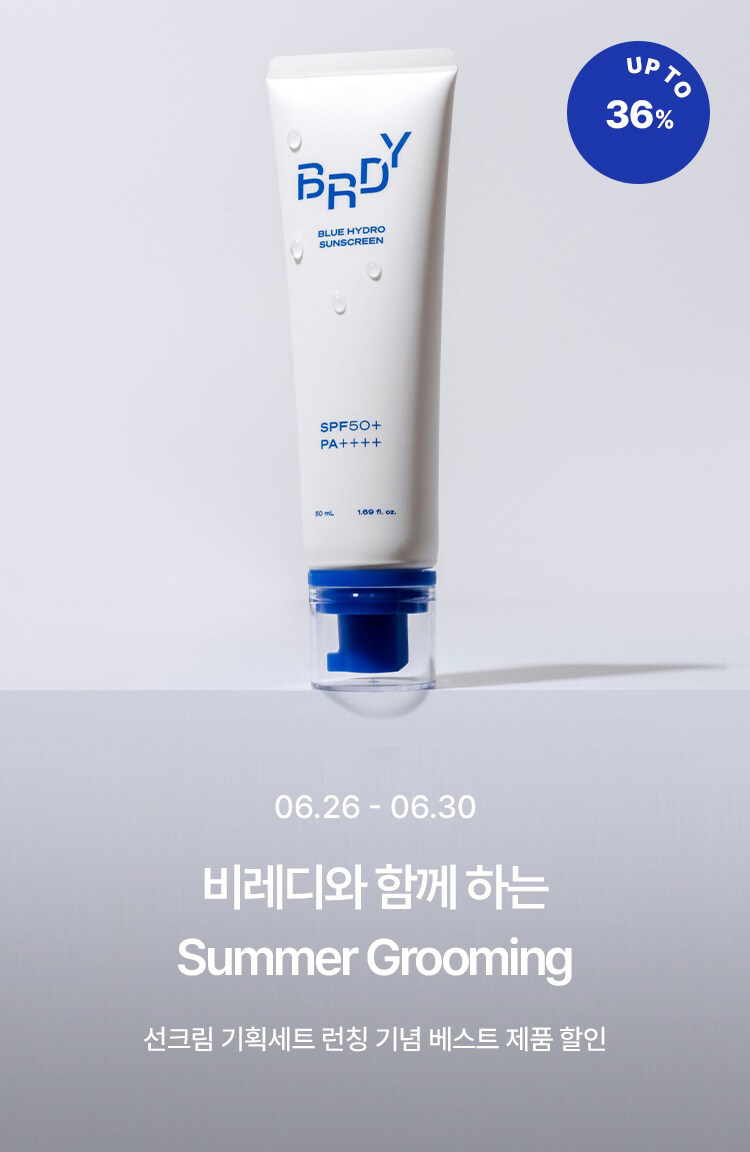 UP TO
36%
BRDY
BLUE HYDRO
SUNSCREEN
SPF50+
PA++++
50 mL 1.69 fl. oz.
06.26 - 06.30
비레디와 함께 하는
Summer Grooming
선크림 기획세트 런칭 기념 베스트 제품 할인